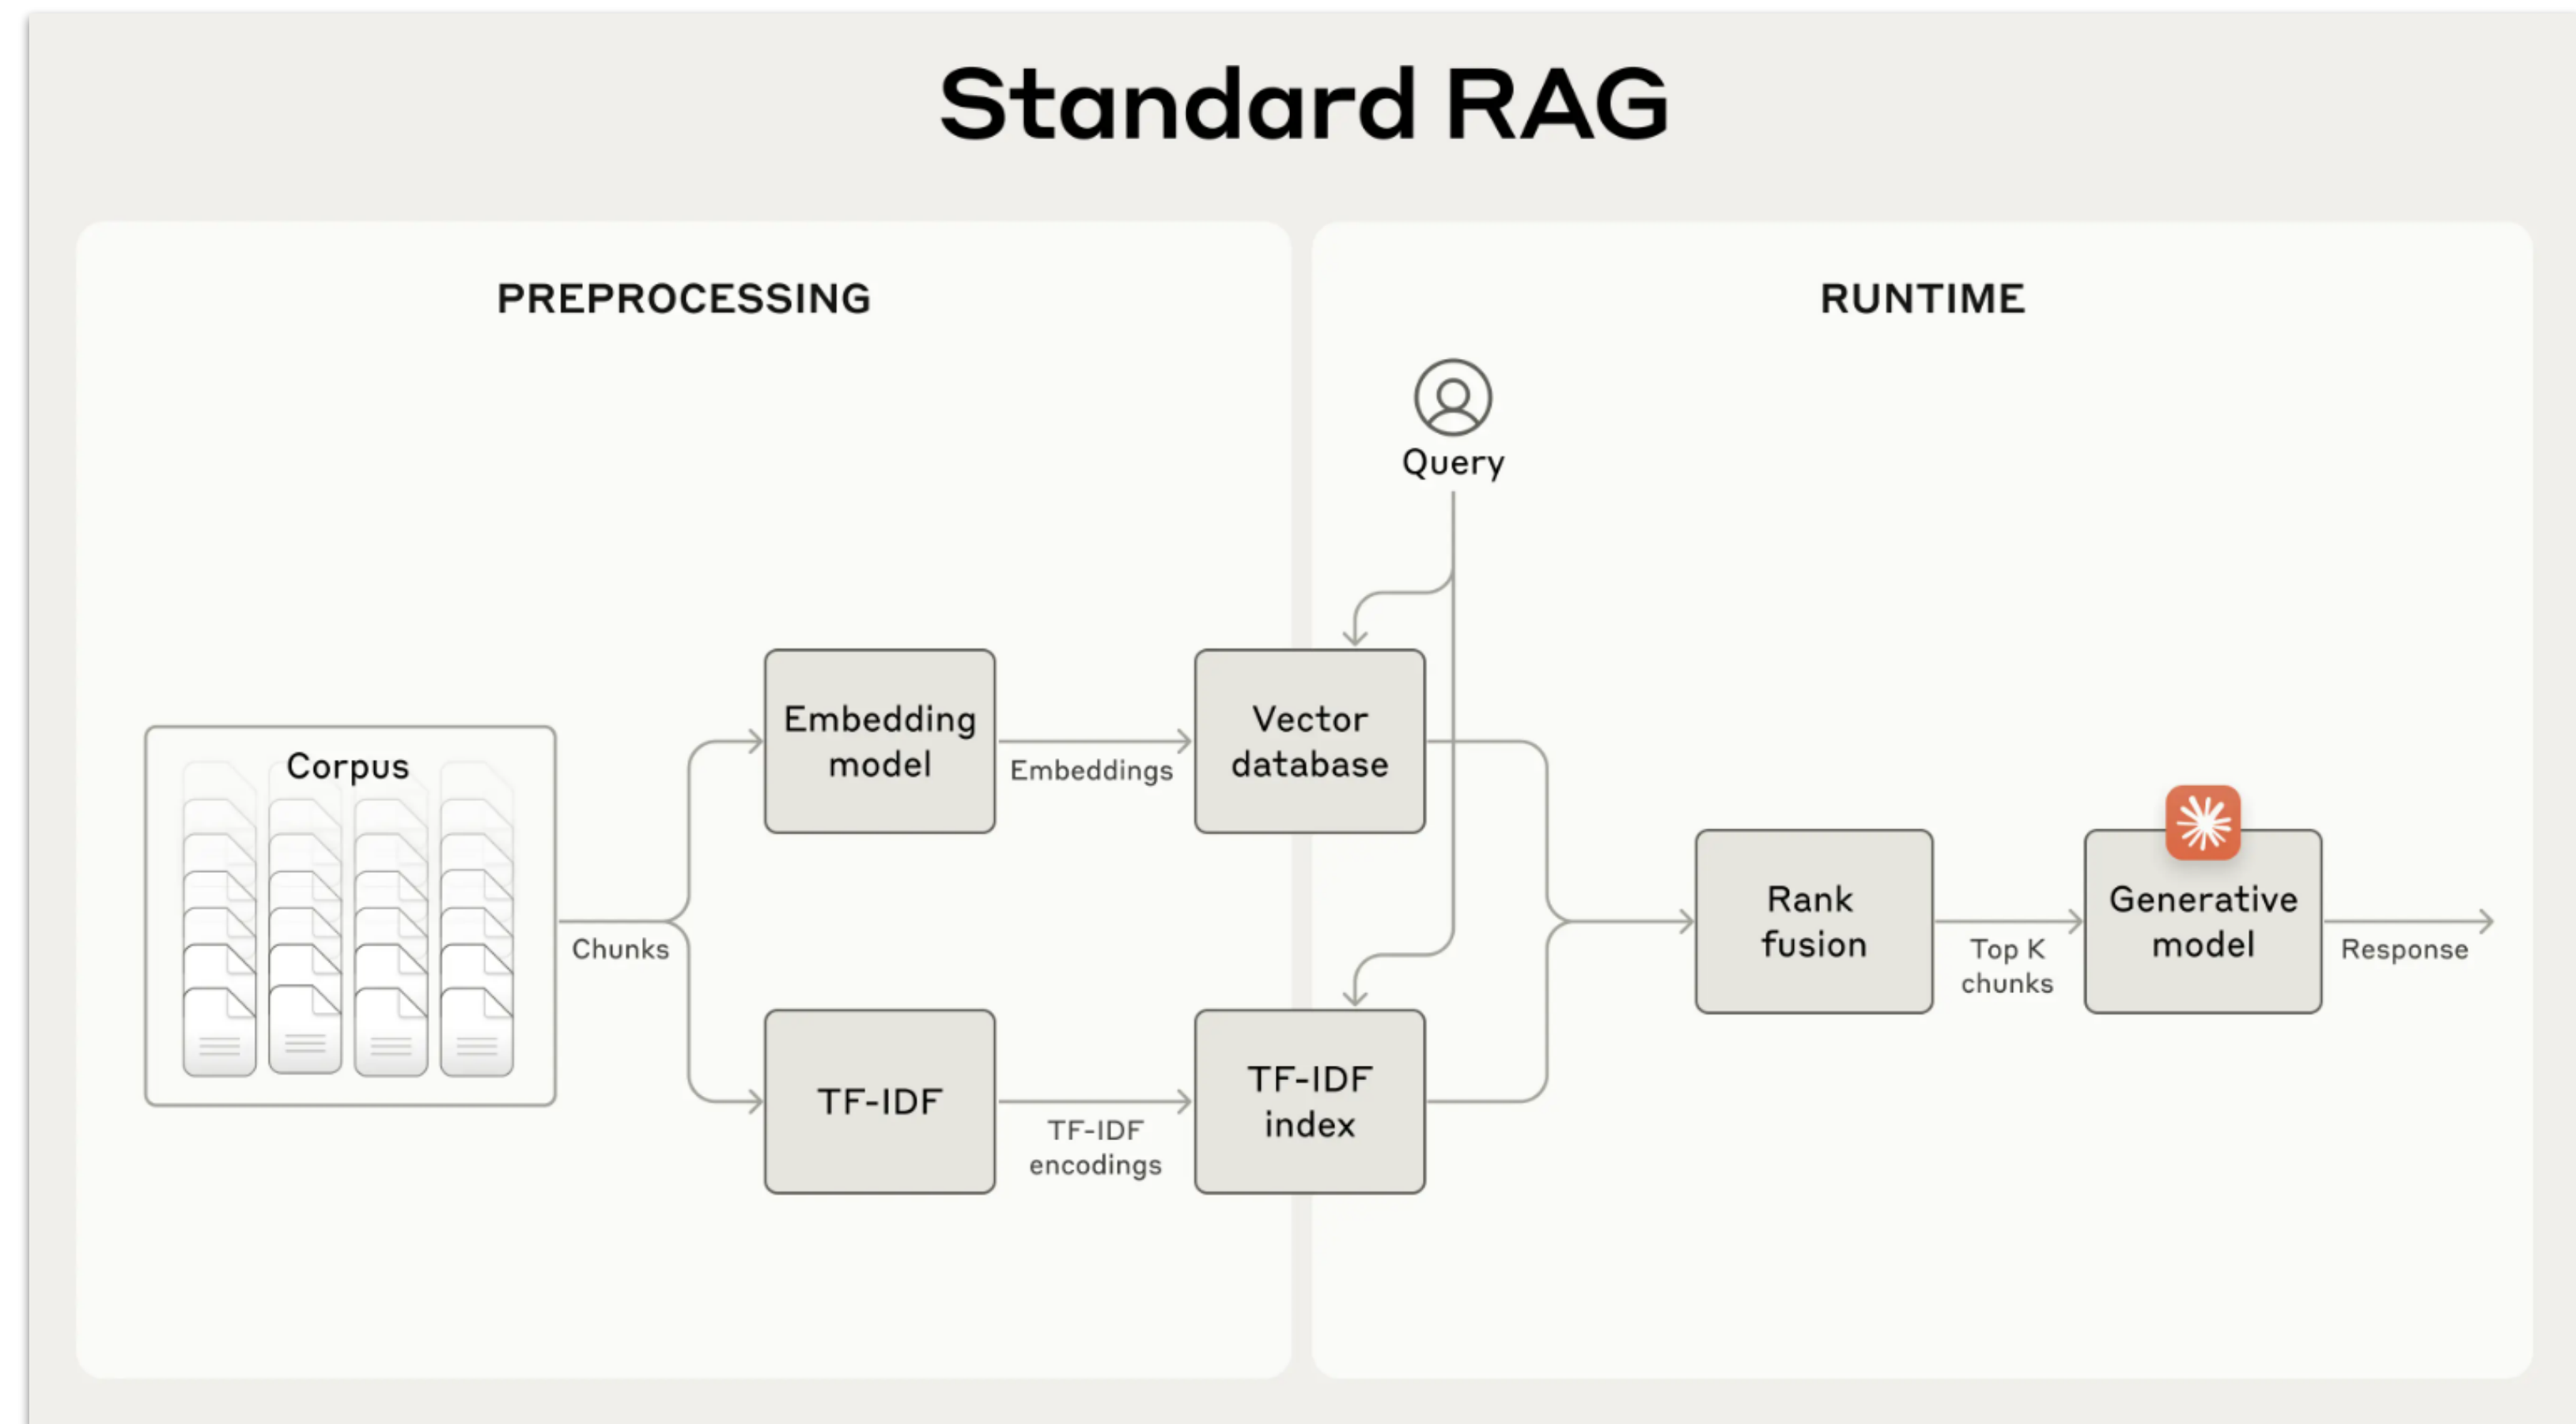 Standard RAG
PREPROCESSING
RUNTIME
Query
Corpus
Chunks
Embedding
model
Embeddings
Vector
database
TF-IDF
TF-IDF
encodings
TF-IDF
index
Rank
fusion
Top K
chunks
Generative
model
Response